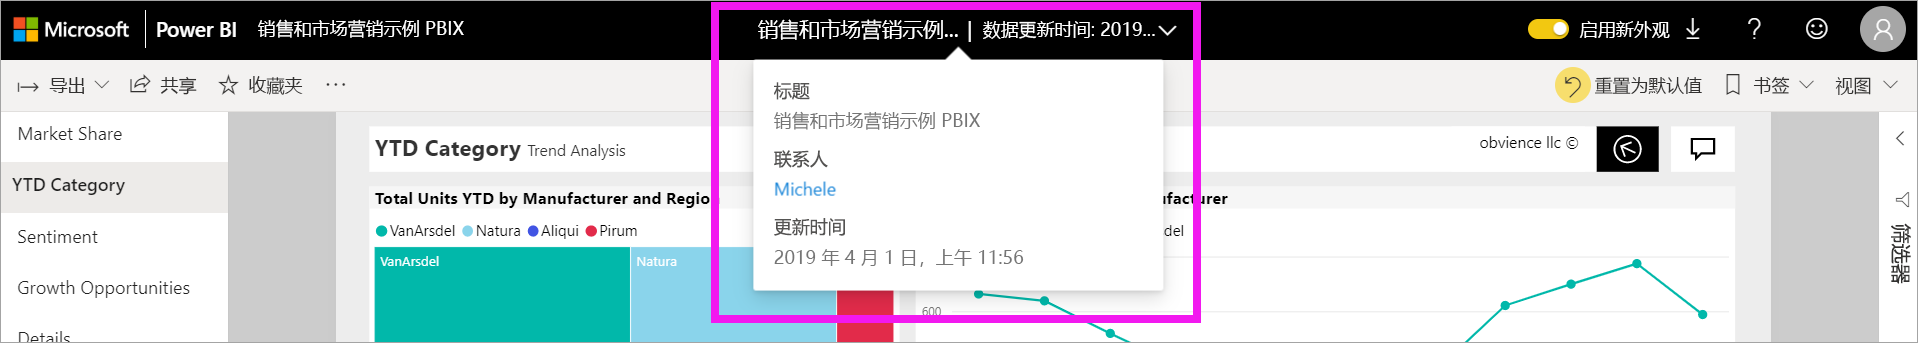 Microsoft Power BI 销售和市场营销示例 PBIX 销售和市场营销示例... | 数据更新时间: 2019... 启用新外观 ?
导出 共享 收藏夹 ... 重置为默认值 书签 视图
Market Share
YTD Category
Sentiment
Growth Opportunities
Details
YTD Category Trend Analysis
obvience llc ©
Total Units YTD by Manufacturer and Region
VanArsdel Natura Aliqui Pirum
VanArsdel Natura
标题
销售和市场营销示例 PBIX
联系人
Michele
更新时间
2019 年 4 月 1 日，上午 11:56
600
筛选器